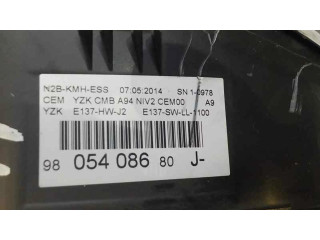 N2B-KMH-ESS 07.05.2014 SN 1-0978
CEM YZK CMB A94 NIV2 CEM00 A9
YZK E137-HW-J2 E137-SW-LL-1100
98 054 086 80 J-